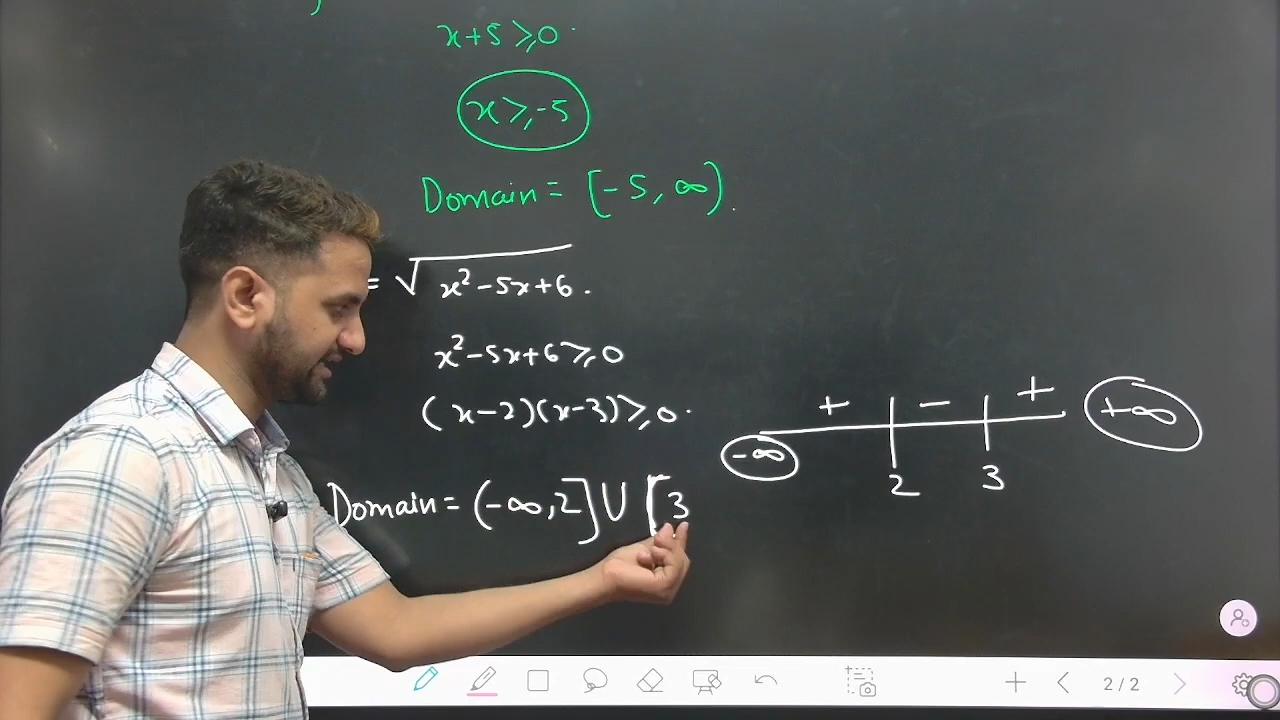 x+5 ⩾0
x⩾-5
Domain = [-5, ∞).
= √x²-5x+6.
x²-5x+6⩾0
(x-2)(x-3)⩾0.
+ - +
-∞ 2 3 +∞
Domain = (-∞,2]U [3
2/2